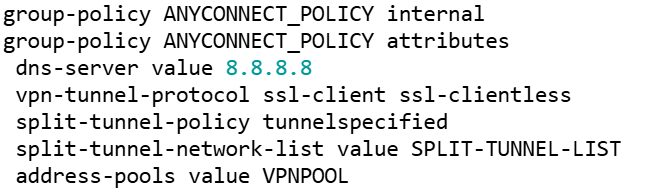 group-policy ANYCONNECT_POLICY internal
group-policy ANYCONNECT_POLICY attributes
 dns-server value 8.8.8.8
 vpn-tunnel-protocol ssl-client ssl-clientless
 split-tunnel-policy tunnelspecified
 split-tunnel-network-list value SPLIT-TUNNEL-LIST
 address-pools value VPNPOOL